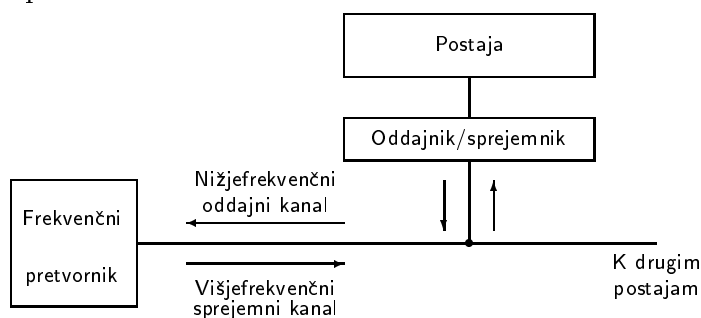 Postaja
Oddajnik/sprejemnik
Nižjefrekvenčni
oddajni kanal
Frekvenčni
pretvornik
Višjefrekvenčni
sprejemni kanal
K drugim
postajam